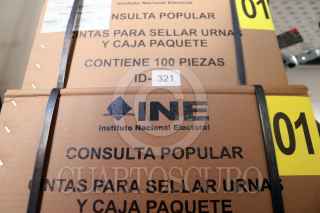 Instituto Nacional Electoral
CONSULTA POPULAR
INTAS PARA SELLAR URNAS
Y CAJA PAQUETE
CONTIENE 100 PIEZAS
ID- 321
01
INE
Instituto Nacional Electoral
CONSULTA POPULAR
INTAS PARA SELLAR URNAS
Y CAJA PAQUETE
01
CUARTOSCURO